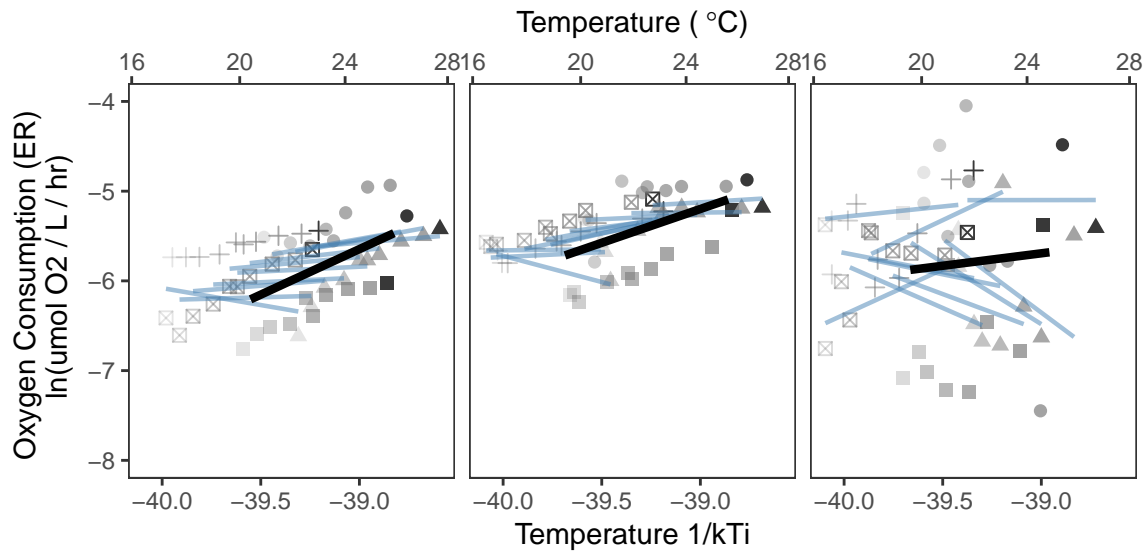 Temperature ( °C)
16 20 24 2816 20 24 2816 20 24 28
Oxygen Consumption (ER)
ln(umol O2 / L / hr)
−4
−5
−6
−7
−8
−40.0 −39.5 −39.0 −40.0 −39.5 −39.0 −40.0 −39.5 −39.0
Temperature 1/kTi